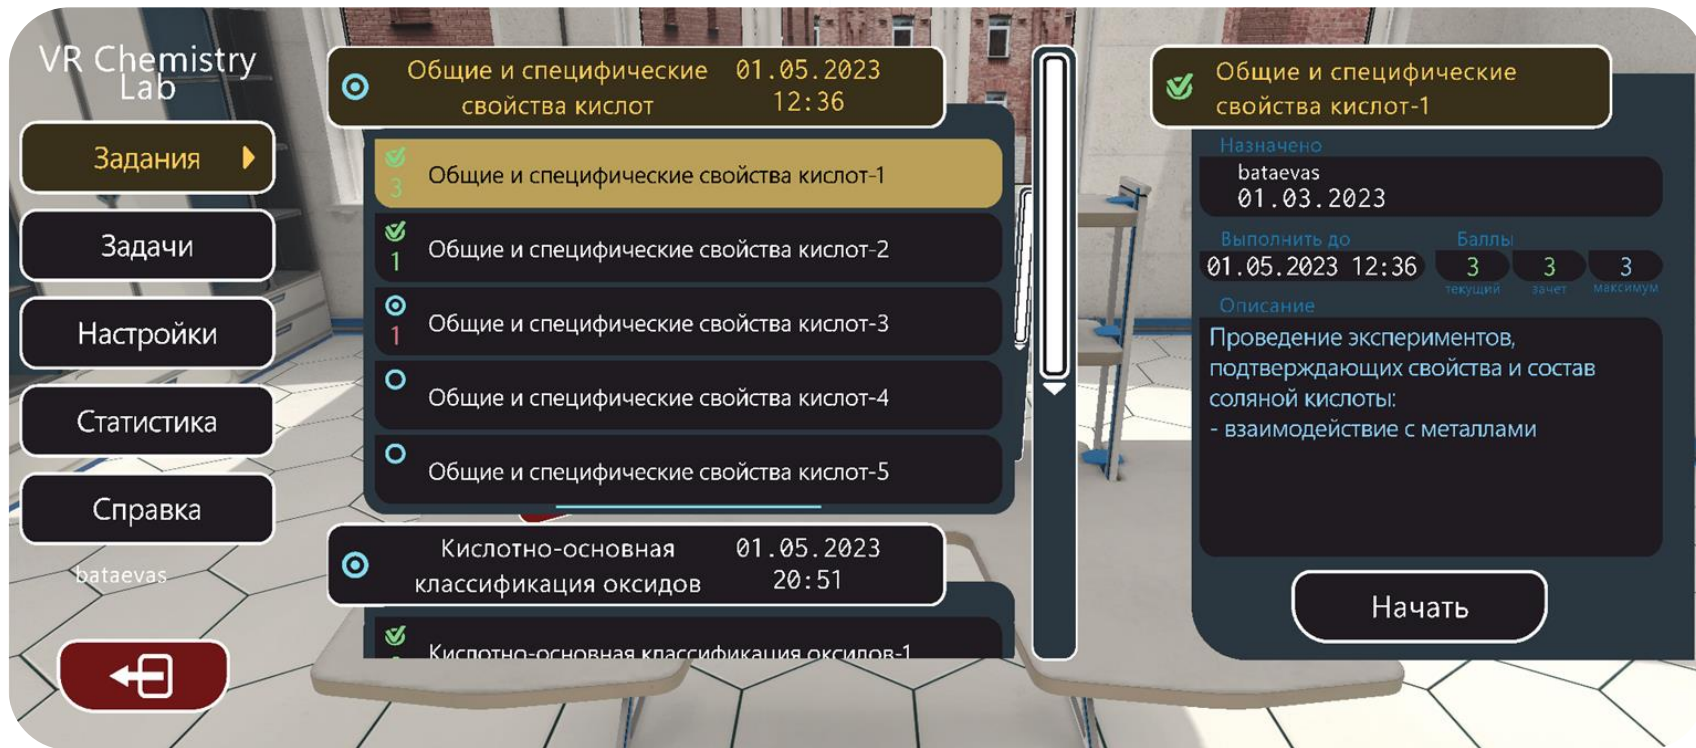 VR Chemistry
Lab
Задания
Задачи
Настройки
Статистика
Справка
bataevas
Общие и специфические 01.05.2023
свойства кислот 12:36
3 Общие и специфические свойства кислот-1
1 Общие и специфические свойства кислот-2
1 Общие и специфические свойства кислот-3
Общие и специфические свойства кислот-4
Общие и специфические свойства кислот-5
Кислотно-основная 01.05.2023
классификация оксидов 20:51
Кислотно-основная классификация оксидов-1
Общие и специфические
свойства кислот-1
Назначено
bataevas
01.03.2023
Выполнить до Баллы
01.05.2023 12:36 3 3 3
текущий зачет максимум
Описание
Проведение экспериментов,
подтверждающих свойства и состав
соляной кислоты:
- взаимодействие с металлами
Начать